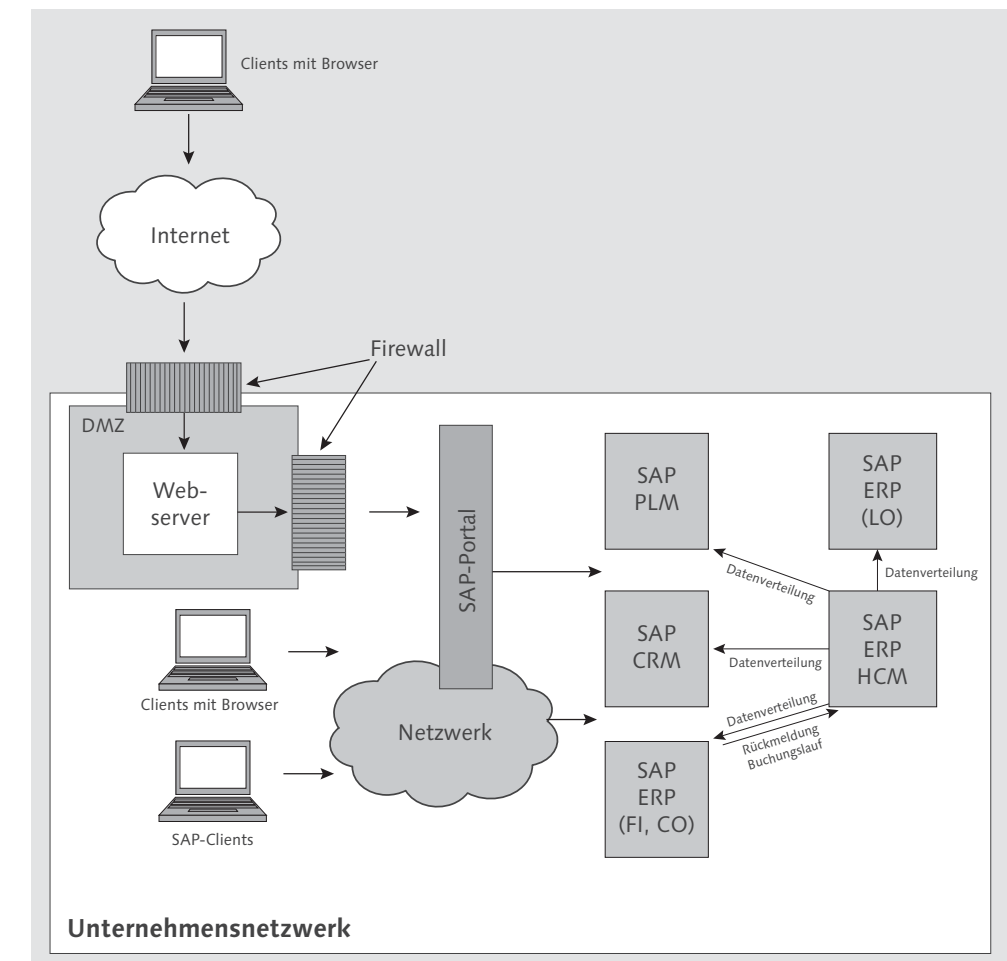 Clients mit Browser
Internet
Firewall
DMZ
Web-
server
SAP-Portal
SAP
PLM
SAP
ERP
(LO)
Datenverteilung
Datenverteilung
SAP
CRM
Datenverteilung
SAP
ERP
HCM
Clients mit Browser
Netzwerk
Datenverteilung
Rückmeldung
Buchungslauf
SAP
ERP
(FI, CO)
SAP-Clients
Unternehmensnetzwerk